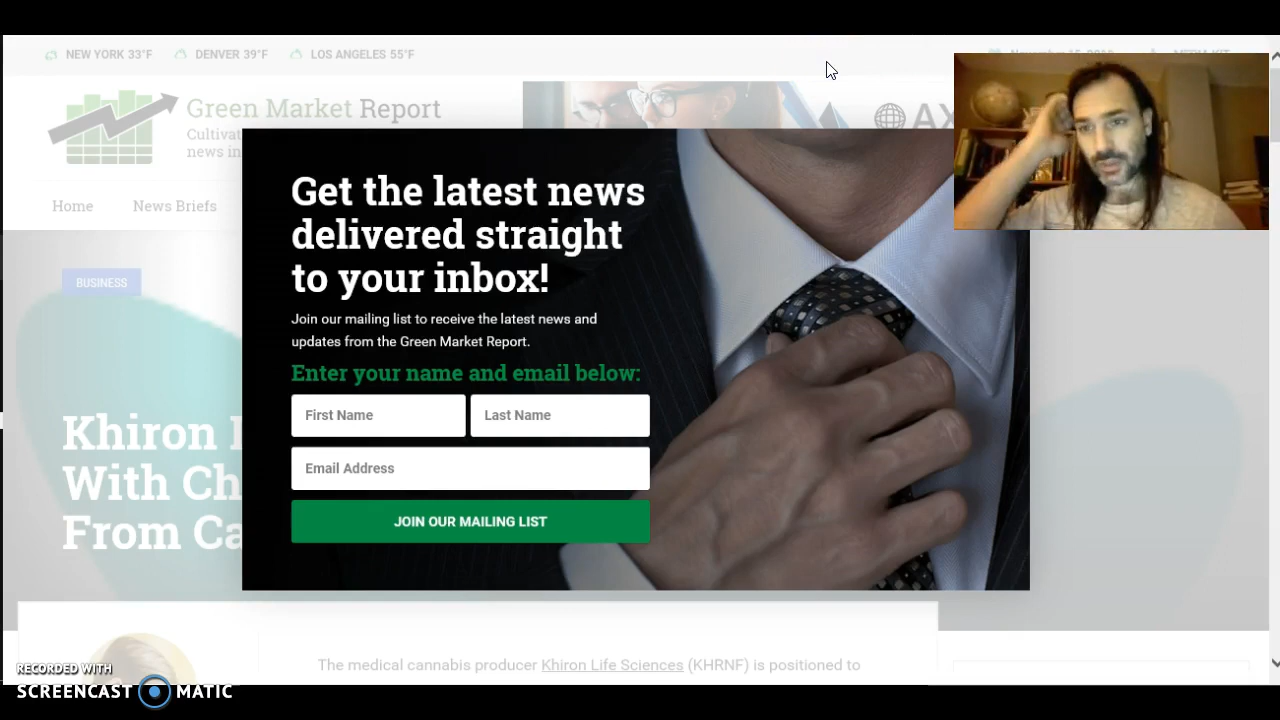 NEW YORK 33°F DENVER 39°F LOS ANGELES 55°F
Green Market Report
Cultivat
news in
AX
Home News Briefs
BUSINESS
Khiron
With Ch
From Ca
Get the latest news
delivered straight
to your inbox!
Join our mailing list to receive the latest news and
updates from the Green Market Report.
Enter your name and email below:
First Name Last Name
Email Address
JOIN OUR MAILING LIST
The medical cannabis producer Khiron Life Sciences (KHRNF) is positioned to
RECORDED WITH
SCREENCAST MATIC